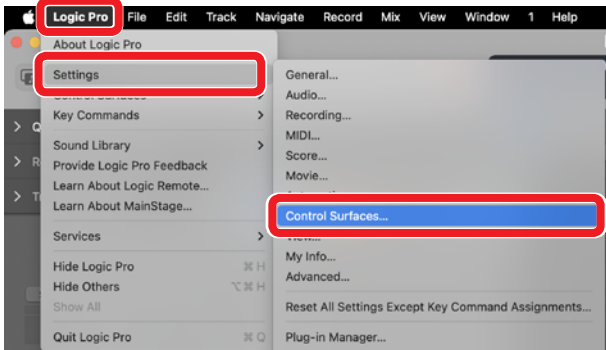 Logic Pro File Edit Track Navigate Record Mix View Window 1 Help
About Logic Pro
Settings
Key Commands
Sound Library
Provide Logic Pro Feedback
Learn About Logic Remote...
Learn About MainStage...
Services
Hide Logic Pro ⌘ H
Hide Others ⌥ ⌘ H
Show All
Quit Logic Pro ⌘ Q
General...
Audio...
Recording...
MIDI...
Score...
Movie...
Control Surfaces...
My Info...
Advanced...
Reset All Settings Except Key Command Assignments...
Plug-in Manager...